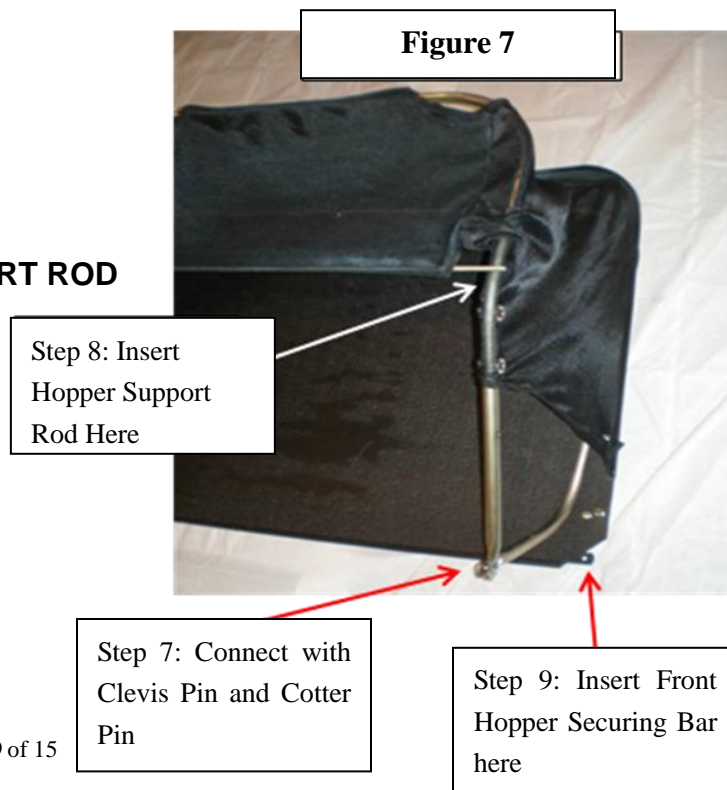 Figure 7
RT ROD
Step 8: Insert
Hopper Support
Rod Here
Step 7: Connect with
Clevis Pin and Cotter
Pin
Step 9: Insert Front
Hopper Securing Bar
here
of 15